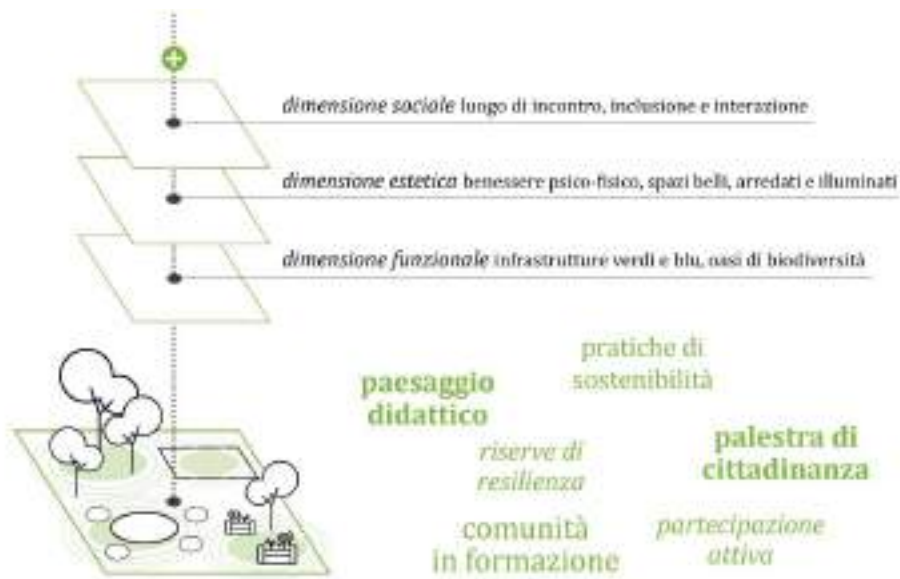 dimensione sociale luogo di incontro, inclusione e interazione
dimensione estetica benessere psico-fisico, spazi belli, arredati e illuminati
dimensione funzionale infrastrutture verdi e blu, oasi di biodiversità
pratiche di
sostenibilità
paesaggio
didattico
palestra di
cittadinanza
riserve di
resilienza
comunità
in formazione
partecipazione
attiva